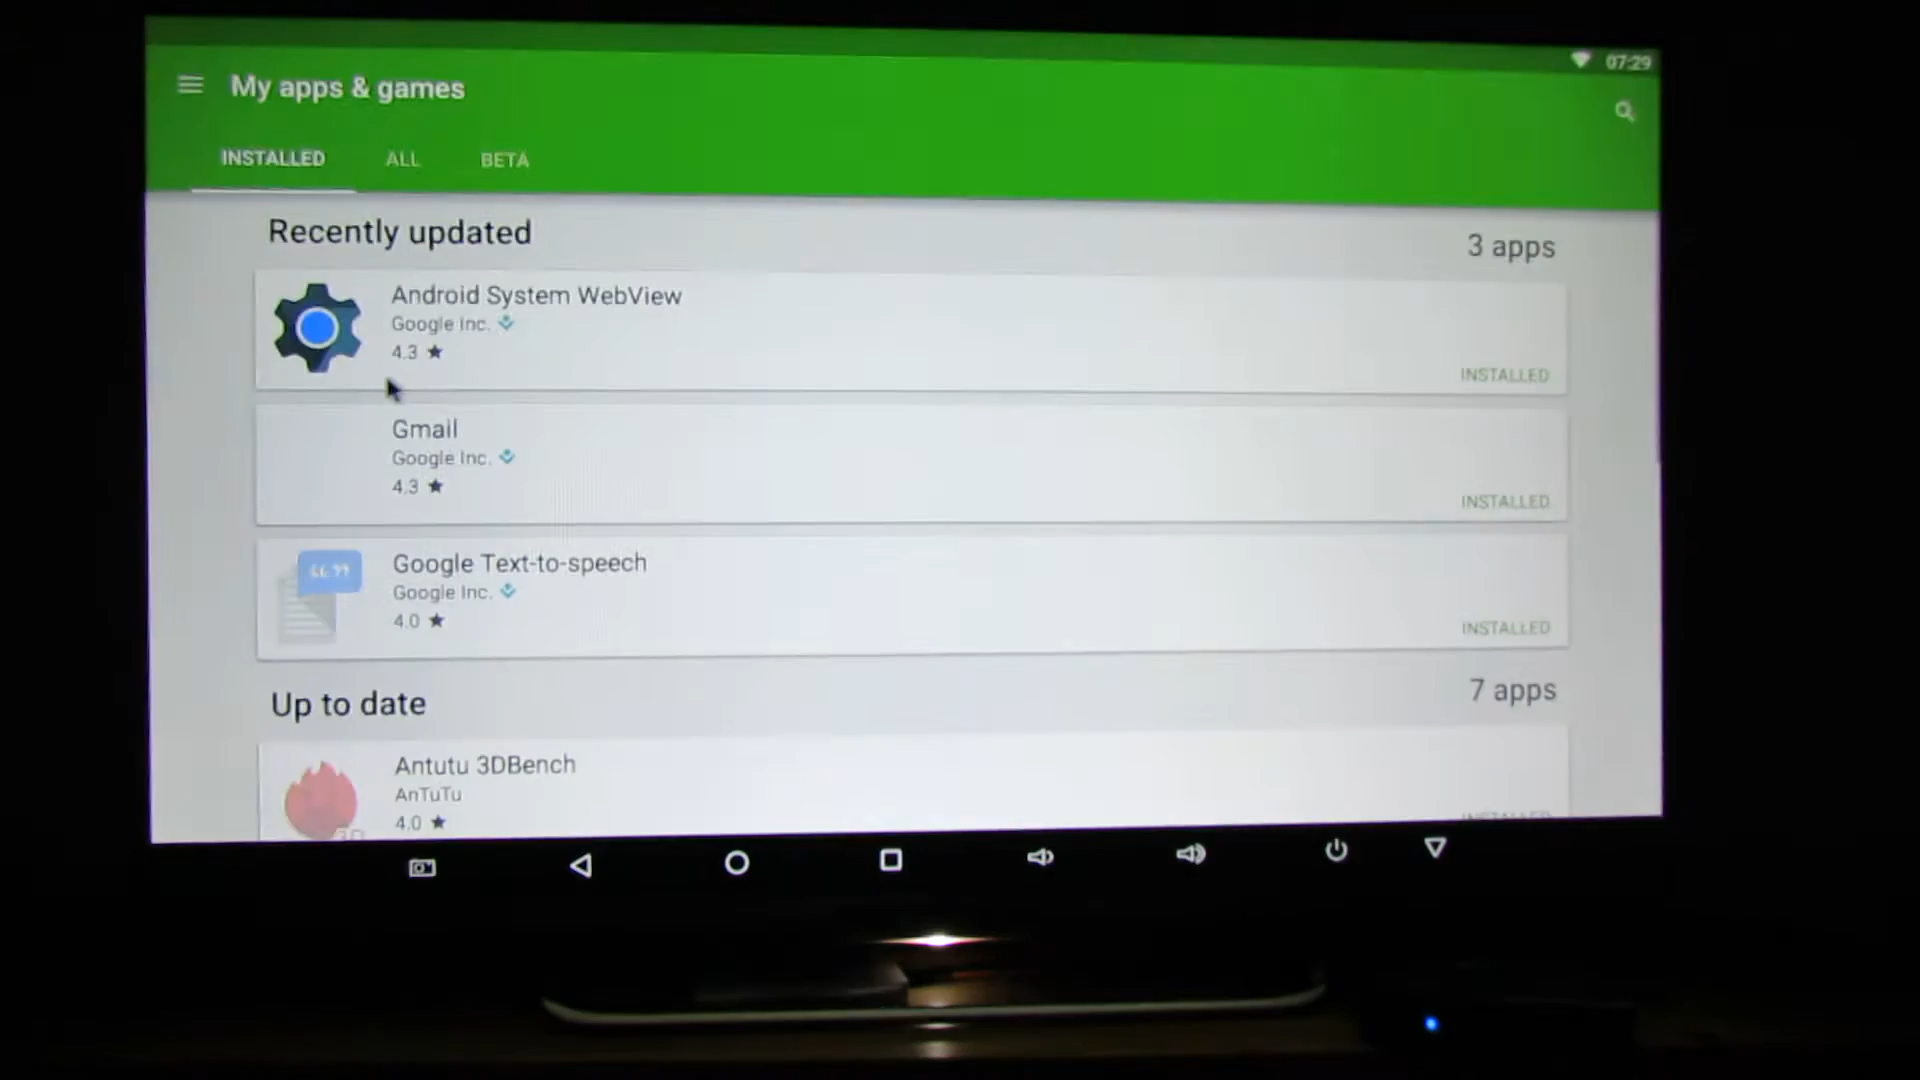 07:29
My apps & games
INSTALLED ALL BETA
Recently updated
3 apps
Android System WebView
Google Inc.
4.3 ★
INSTALLED
Gmail
Google Inc.
4.3 ★
INSTALLED
Google Text-to-speech
Google Inc.
4.0 ★
INSTALLED
Up to date
7 apps
Antutu 3DBench
AnTuTu
4.0 ★
3D
INSTALLED